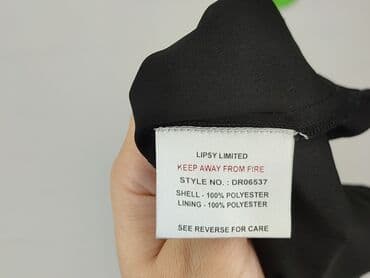 LIPSY LIMITED
KEEP AWAY FROM FIRE
STYLE NO. : DR06537
SHELL - 100% POLYESTER
LINING - 100% POLYESTER
SEE REVERSE FOR CARE